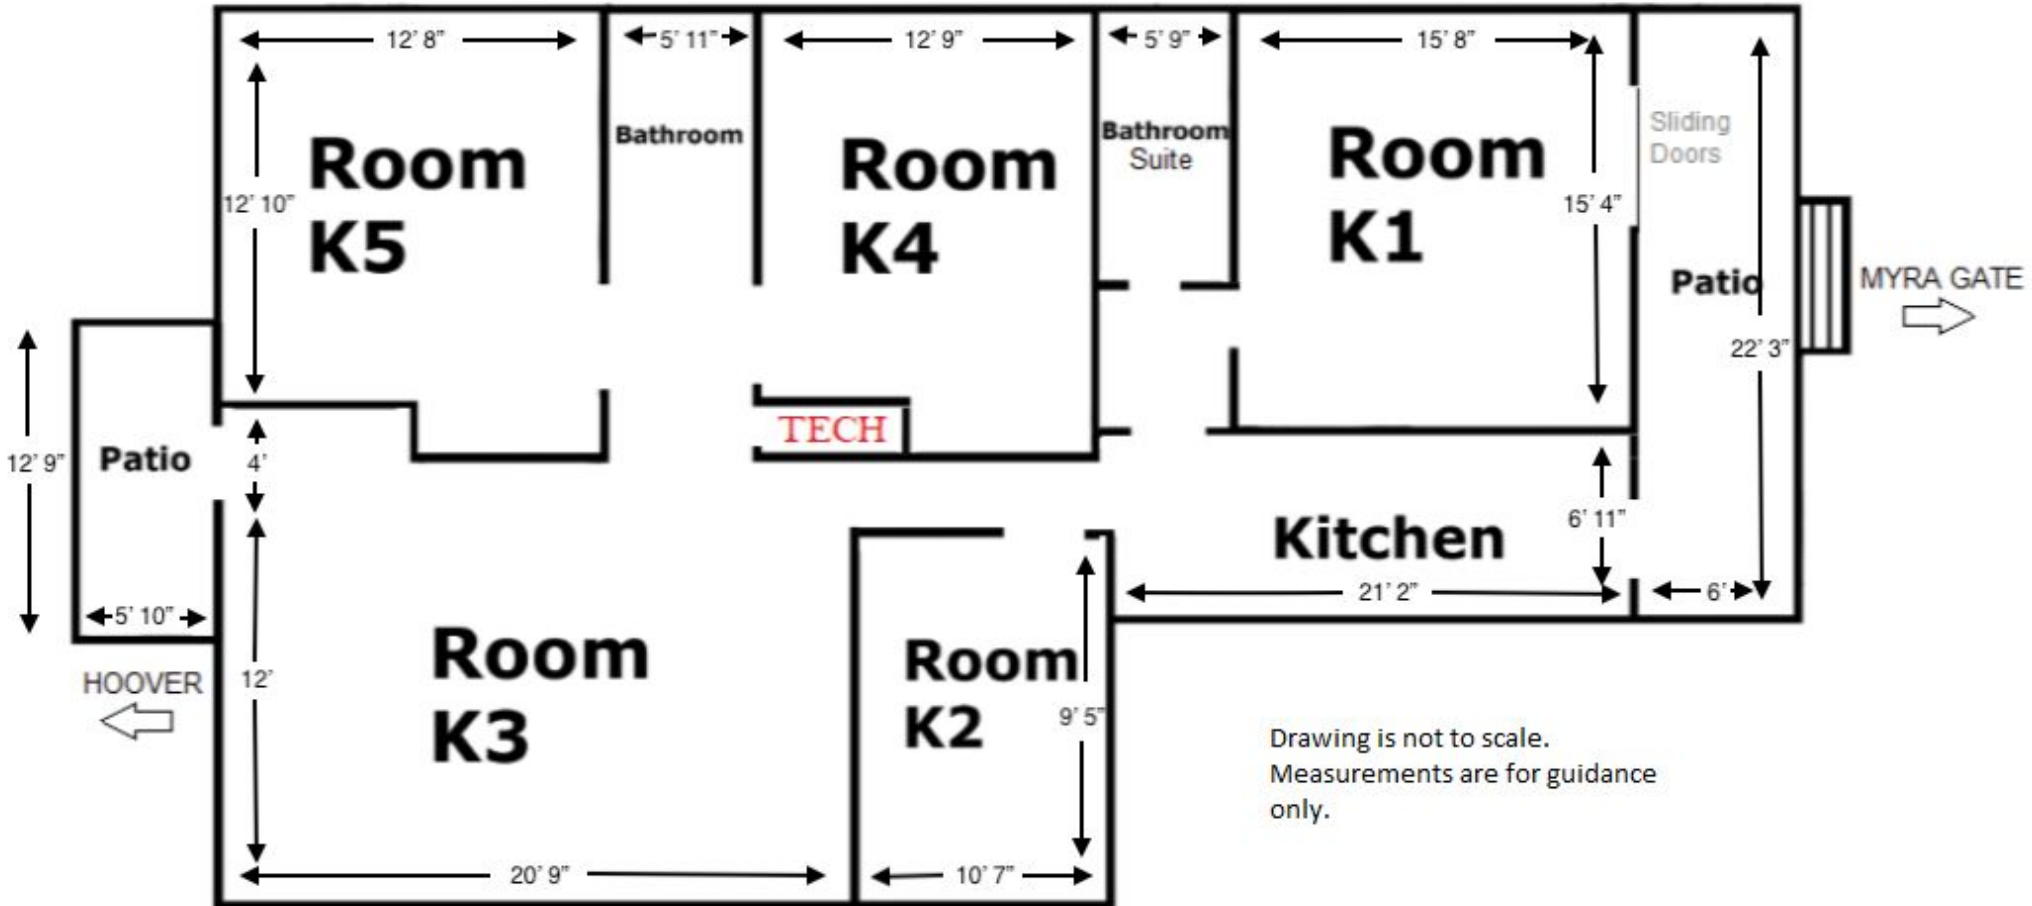 12’ 8”
5’ 11”
12’ 9”
5’ 9”
15’ 8”
Room
K5
Bathroom
Room
K4
Bathroom
Suite
Room
K1
Sliding
Doors
12’ 10”
15’ 4”
Patio
MYRA GATE
22’ 3”
TECH
12’ 9”
Patio
4’
6’ 11”
Kitchen
21’ 2”
6’
5’ 10”
HOOVER
12’
Room
K3
Room
K2
9’ 5”
20’ 9”
10’ 7”
Drawing is not to scale.
Measurements are for guidance
only.